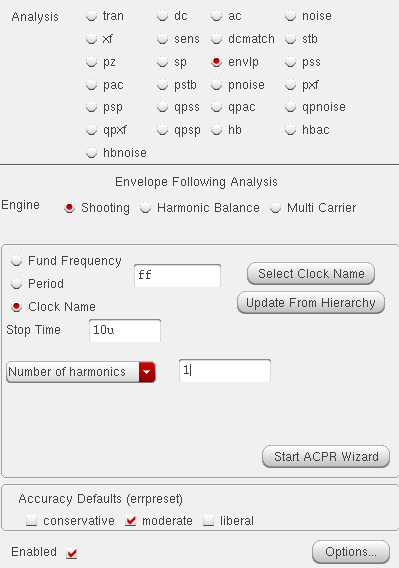 Analysis tran dc ac noise
xf sens dcmatch stb
pz sp envlp pss
pac pstb pnoise pxf
psp qpss qpac qpnoise
qpxf qpsp hb hbac
hbnoise
Envelope Following Analysis
Engine Shooting Harmonic Balance Multi Carrier
Fund Frequency
Period
Clock Name
ff
Select Clock Name
Update From Hierarchy
Stop Time 10u
Number of harmonics 1
Start ACPR Wizard
Accuracy Defaults (errpreset)
conservative moderate liberal
Enabled Options...